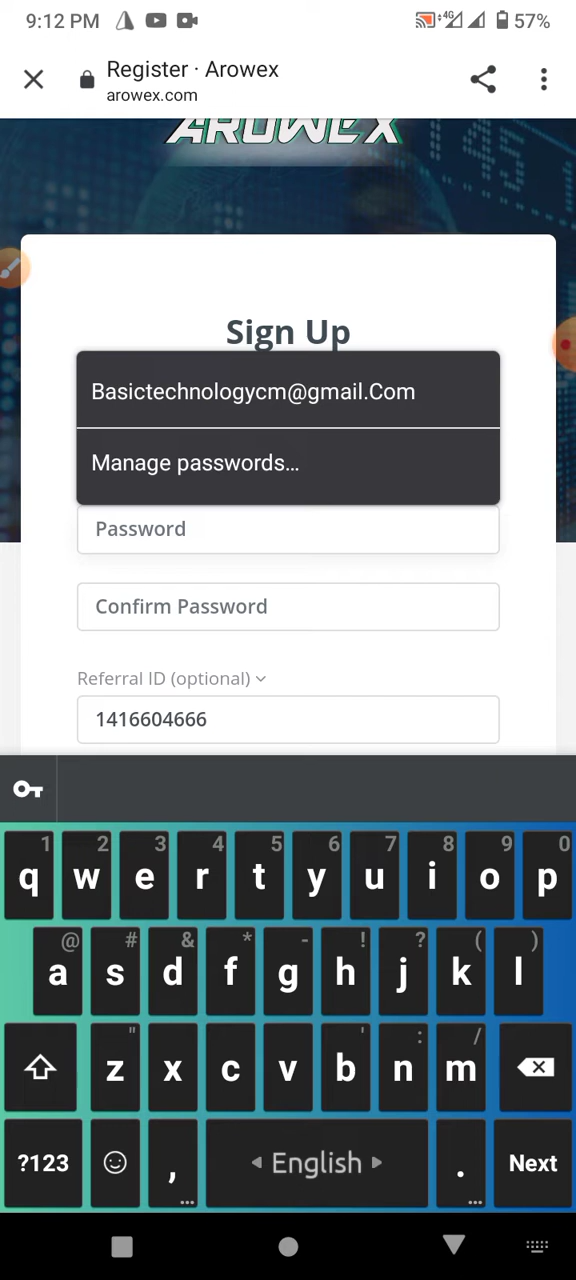 9:12 PM 4G 57%
Register · Arowex
arowex.com
AROWEX
Sign Up
Basictechnologycm@gmail.Com
Manage passwords...
Password
Confirm Password
Referral ID (optional)
1416604666
1 2 3 4 5 6 7 8 9 0
q w e r t y u i o p
@ # & * - ! ? ( )
a s d f g h j k l
" ' : /
z x c v b n m
?123 , English . Next